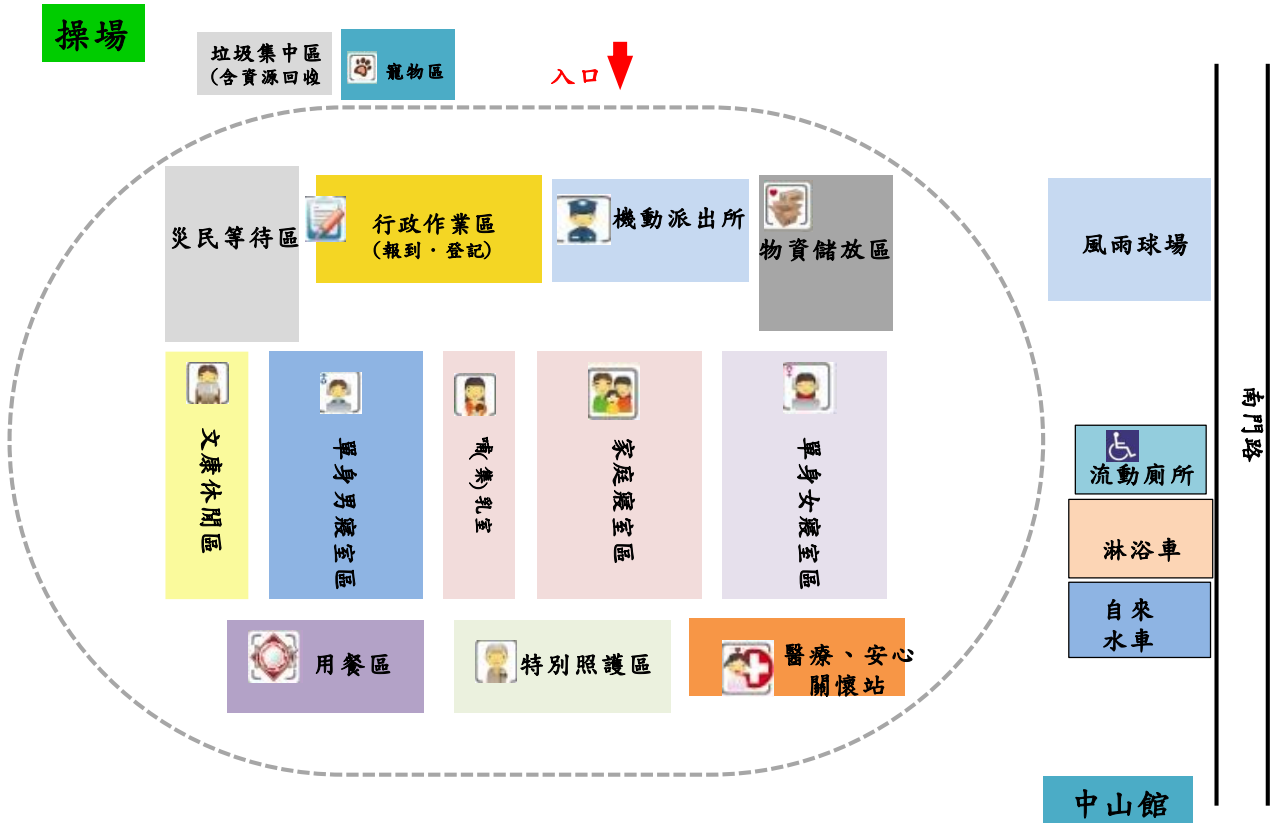 操場
垃圾集中區
(含資源回收
寵物區
入口
災民等待區
行政作業區
(報到・登記)
機動派出所
物資儲放區
風雨球場
文康休閒區
單身男寢室區
哺(集)乳室
家庭寢室區
單身女寢室區
南門路
流動廁所
淋浴車
自來
水車
用餐區
特別照護區
醫療、安心
關懷站
中山館